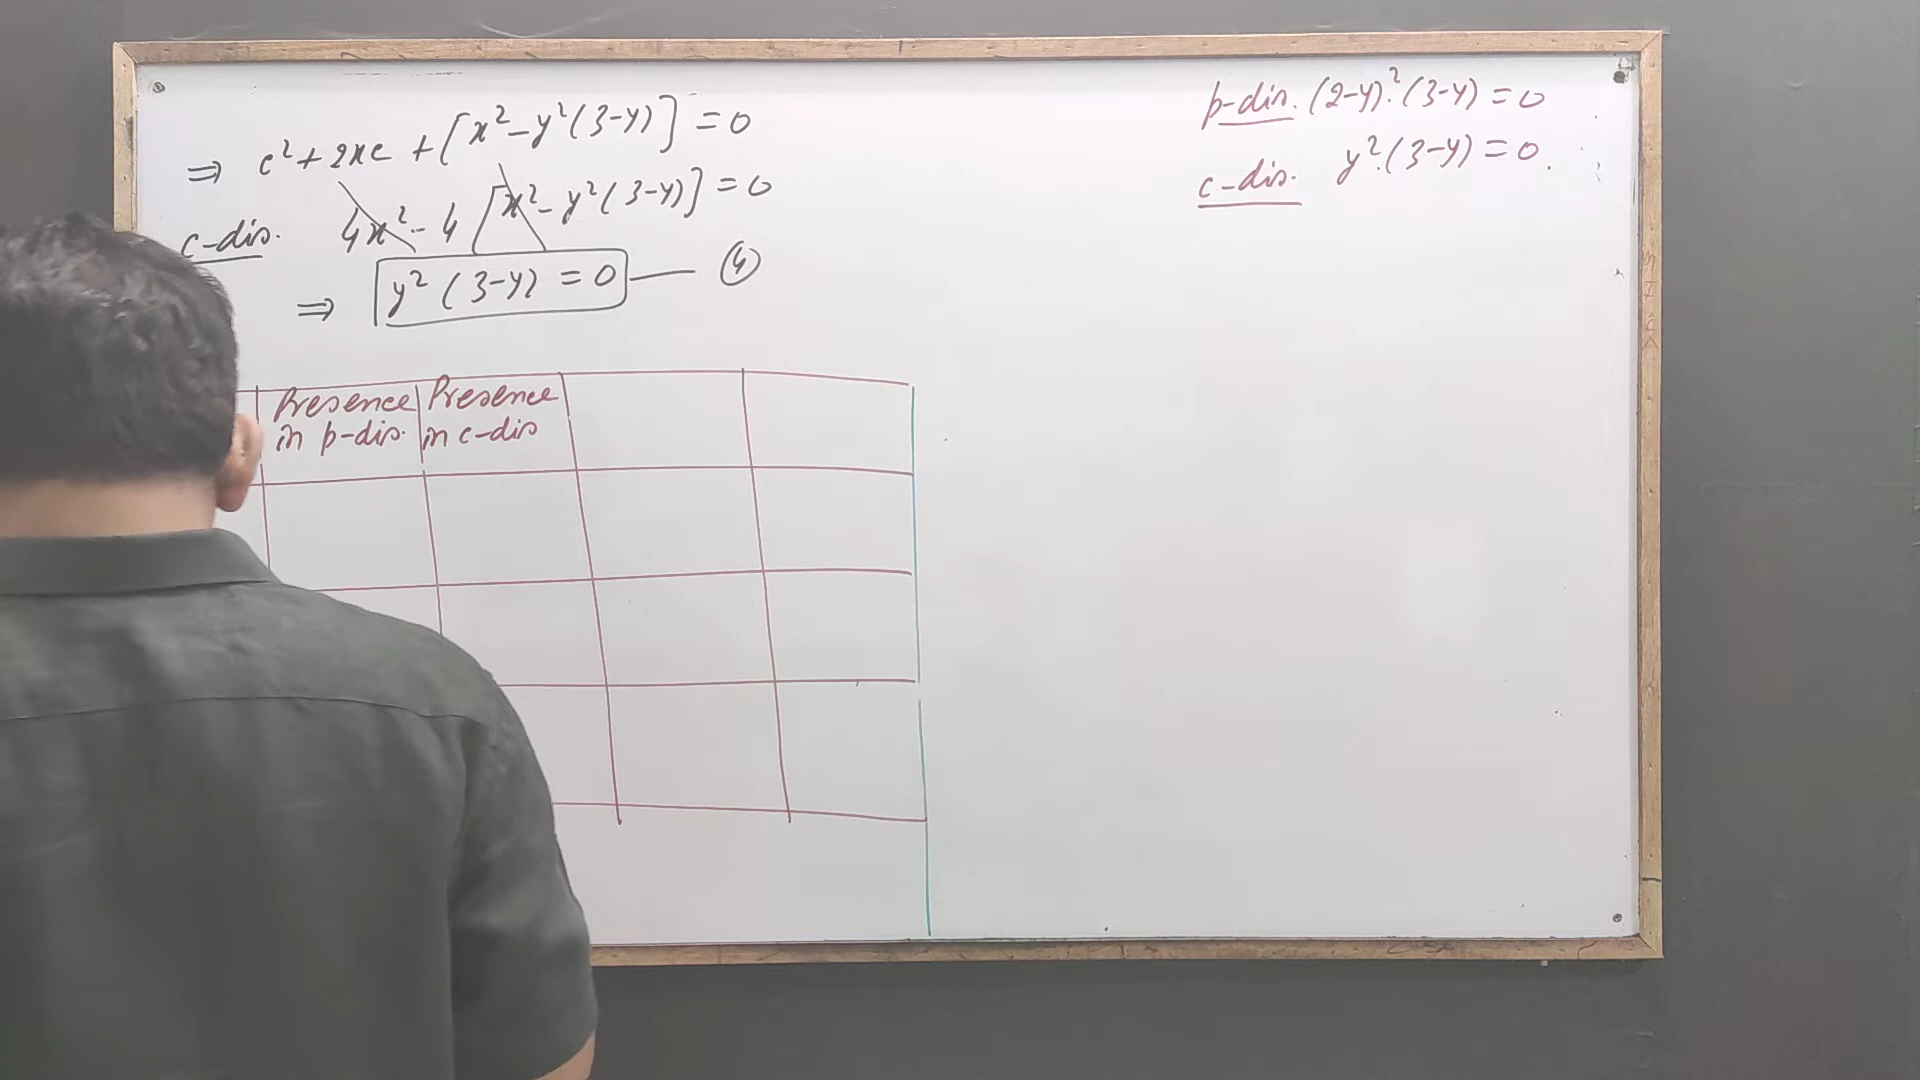 ⇒ c² + 2xc + [x² - y²(3-y)] = 0
c-dis. 4x² - 4[x² - y²(3-y)] = 0
⇒ y²(3-y) = 0 — ④
Presence in p-dis.
Presence in c-dis
p-dis. (2-y)².(3-y) = 0
c-dis. y².(3-y) = 0.